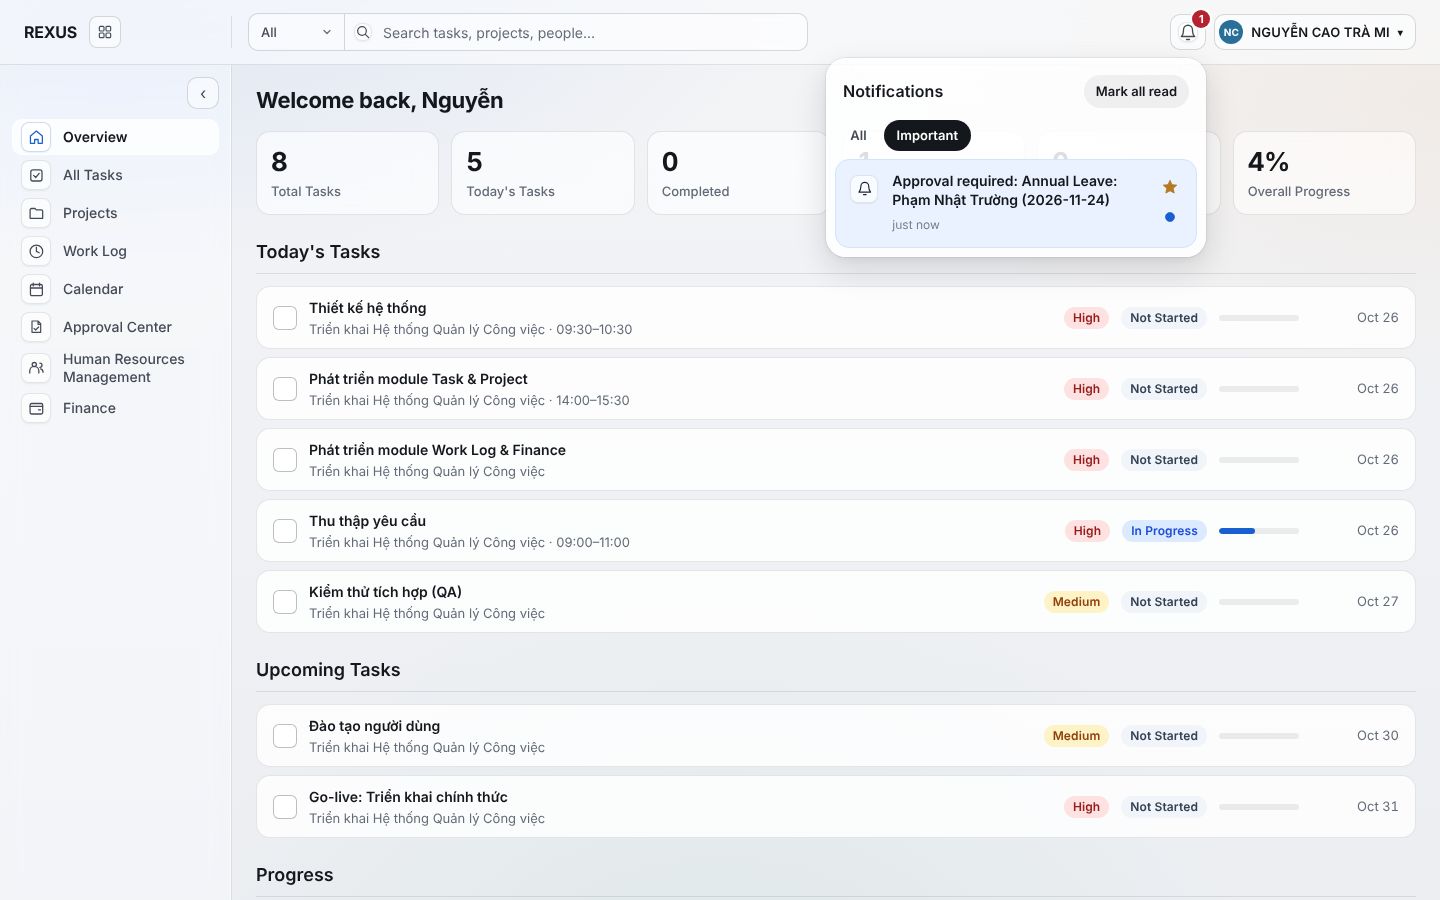 REXUS
All
Search tasks, projects, people...
1
NC
NGUYỄN CAO TRÀ MI
Overview
All Tasks
Projects
Work Log
Calendar
Approval Center
Human Resources
Management
Finance
Welcome back, Nguyễn
8
Total Tasks
5
Today's Tasks
0
Completed
4%
Overall Progress
Notifications
Mark all read
All
Important
Approval required: Annual Leave:
Phạm Nhật Trường (2026-11-24)
just now
Today's Tasks
Thiết kế hệ thống
Triển khai Hệ thống Quản lý Công việc · 09:30–10:30
High
Not Started
Oct 26
Phát triển module Task & Project
Triển khai Hệ thống Quản lý Công việc · 14:00–15:30
High
Not Started
Oct 26
Phát triển module Work Log & Finance
Triển khai Hệ thống Quản lý Công việc
High
Not Started
Oct 26
Thu thập yêu cầu
Triển khai Hệ thống Quản lý Công việc · 09:00–11:00
High
In Progress
Oct 26
Kiểm thử tích hợp (QA)
Triển khai Hệ thống Quản lý Công việc
Medium
Not Started
Oct 27
Upcoming Tasks
Đào tạo người dùng
Triển khai Hệ thống Quản lý Công việc
Medium
Not Started
Oct 30
Go-live: Triển khai chính thức
Triển khai Hệ thống Quản lý Công việc
High
Not Started
Oct 31
Progress